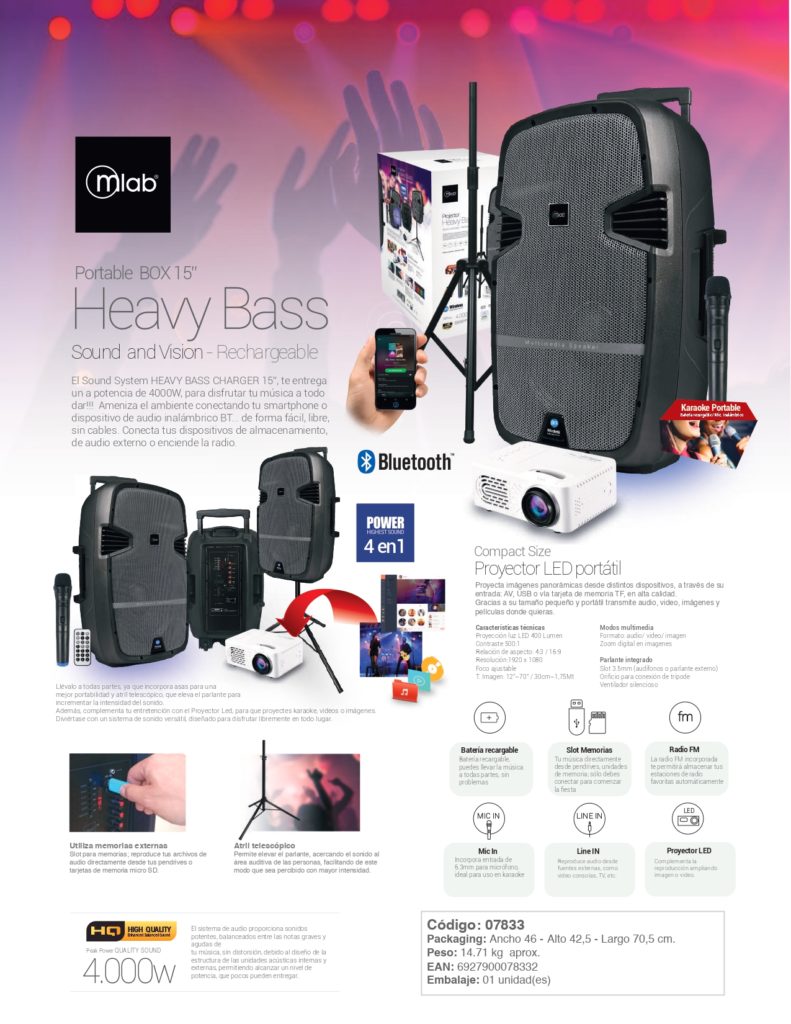 mlab®
Portable BOX 15"
Heavy Bass
Sound and Vision - Rechargeable
El Sound System HEAVY BASS CHARGER 15", te entrega
un a potencia de 4000W, para disfrutar tu música a todo
dar!!! Ameniza el ambiente conectando tu smartphone o
dispositivo de audio inalámbrico BT... de forma fácil, libre,
sin cables. Conecta tus dispositivos de almacenamiento,
de audio externo o enciende la radio.
mlab
Proyector
Heavy Ba
mlab
Multimedia Speaker
Karaoke Portable
Bluetooth™
POWER
HIGHEST SOUND
4 en1
Llévalo a todas partes, ya que incorpora asas para una
mejor portabilidad y atril telescópico, que eleva el parlante para
incrementar la intensidad del sonido.
Además, complementa tu entretención con el Proyector Led, para que proyectes karaoke, videos o imágenes.
Diviértase con un sistema de sonido versátil, diseñado para disfrutar libremente en todo lugar.
Compact Size
Proyector LED portátil
Proyecta imágenes panorámicas desde distintos dispositivos, a través de su
entrada: AV, USB o vía tarjeta de memoria TF, en alta calidad.
Gracias a su tamaño pequeño y portátil transmite audio, video, imágenes y
películas donde quieras.
Características técnicas
Proyección luz LED 400 Lumen
Contraste 300:1
Relación de aspecto: 4:3 / 16:9
Resolución 1920 x 1080
Foco ajustable
T. Imagen: 12"~70" / 30cm~1,75Mt
Modos multimedia
Formato audio/ video/ imagen
Zoom digital en imagenes
Parlante integrado
Slot 3.5mm (audífonos o parlante externo)
Orificio para conexión de trípode
Ventilador silencioso
Batería recargable
Batería recargable,
puedes llevar tu música
a todas partes, sin
problemas
Slot Memorias
Tu música directamente
desde pendrives, unidades
de memoria; sólo debes
conectar para comenzar
la fiesta
fm
Radio FM
La radio FM incorporada
te permitirá almacenar tus
estaciones de radio
favoritas automáticamente
MIC IN
Mic In
Incorpora entrada de
6.3mm para micrófono,
ideal para uso en karaoke
LINE IN
Line IN
Reproduce audio desde
fuentes externas, como
video consolas, TV, etc.
LED
Proyector LED
Complementa la
reproducción ampliando
imagen o video.
Utiliza memorias externas
Slot para memorias; reproduce tus archivos de
audio directamente desde tus pendrives o
tarjetas de memoria micro SD.
Atril telescópico
Permite elevar el parlante, acercando el sonido al
área auditiva de las personas, facilitando de este
modo que sea percibido con mayor intensidad.
HQ HIGH QUALITY
Enhanced Balanced Sound
Peak Power QUALITY SOUND
4.000w
El sistema de audio proporciona sonidos
potentes, balanceados entre las notas graves y
agudas de
tu música, sin distorsión, debido al diseño de la
estructura de las unidades acústicas internas y
externas, permitiendo alcanzar un nivel de
potencia, que pocos pueden entregar.
Código: 07833
Packaging: Ancho 46 - Alto 42,5 - Largo 70,5 cm.
Peso: 14.71 kg aprox.
EAN: 6927900078332
Embalaje: 01 unidad(es)